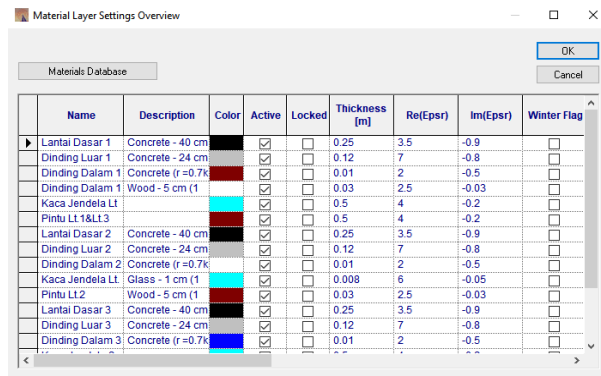 Material Layer Settings Overview
OK
Materials Database
Cancel
Name Description Color Active Locked Thickness [m] Re(Epsr) Im(Epsr) Winter Flag
Lantai Dasar 1 Concrete - 40 cm 0.25 3.5 -0.9
Dinding Luar 1 Concrete - 24 cm 0.12 7 -0.8
Dinding Dalam 1 Concrete (r =0.7k 0.01 2 -0.5
Dinding Dalam 1 Wood - 5 cm (1 0.03 2.5 -0.03
Kaca Jendela Lt 0.5 4 -0.2
Pintu Lt.1&Lt.3 0.5 4 -0.2
Lantai Dasar 2 Concrete - 40 cm 0.25 3.5 -0.9
Dinding Luar 2 Concrete - 24 cm 0.12 7 -0.8
Dinding Dalam 2 Concrete (r =0.7k 0.01 2 -0.5
Kaca Jendela Lt. Glass - 1 cm (1 0.008 6 -0.05
Pintu Lt.2 Wood - 5 cm (1 0.03 2.5 -0.03
Lantai Dasar 3 Concrete - 40 cm 0.25 3.5 -0.9
Dinding Luar 3 Concrete - 24 cm 0.12 7 -0.8
Dinding Dalam 3 Concrete (r =0.7k 0.01 2 -0.5